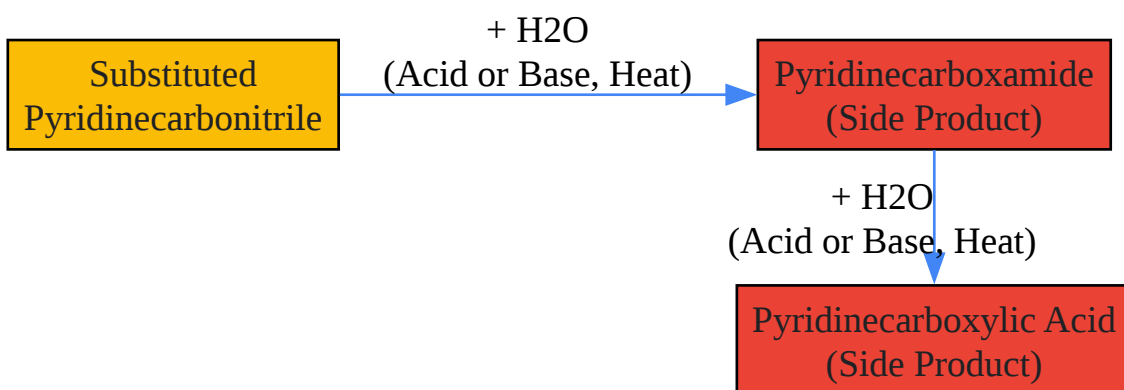 + H2O
(Acid or Base, Heat)
Substituted
Pyridinecarbonitrile
Pyridinecarboxamide
(Side Product)
+ H2O
(Acid or Base, Heat)
Pyridinecarboxylic Acid
(Side Product)